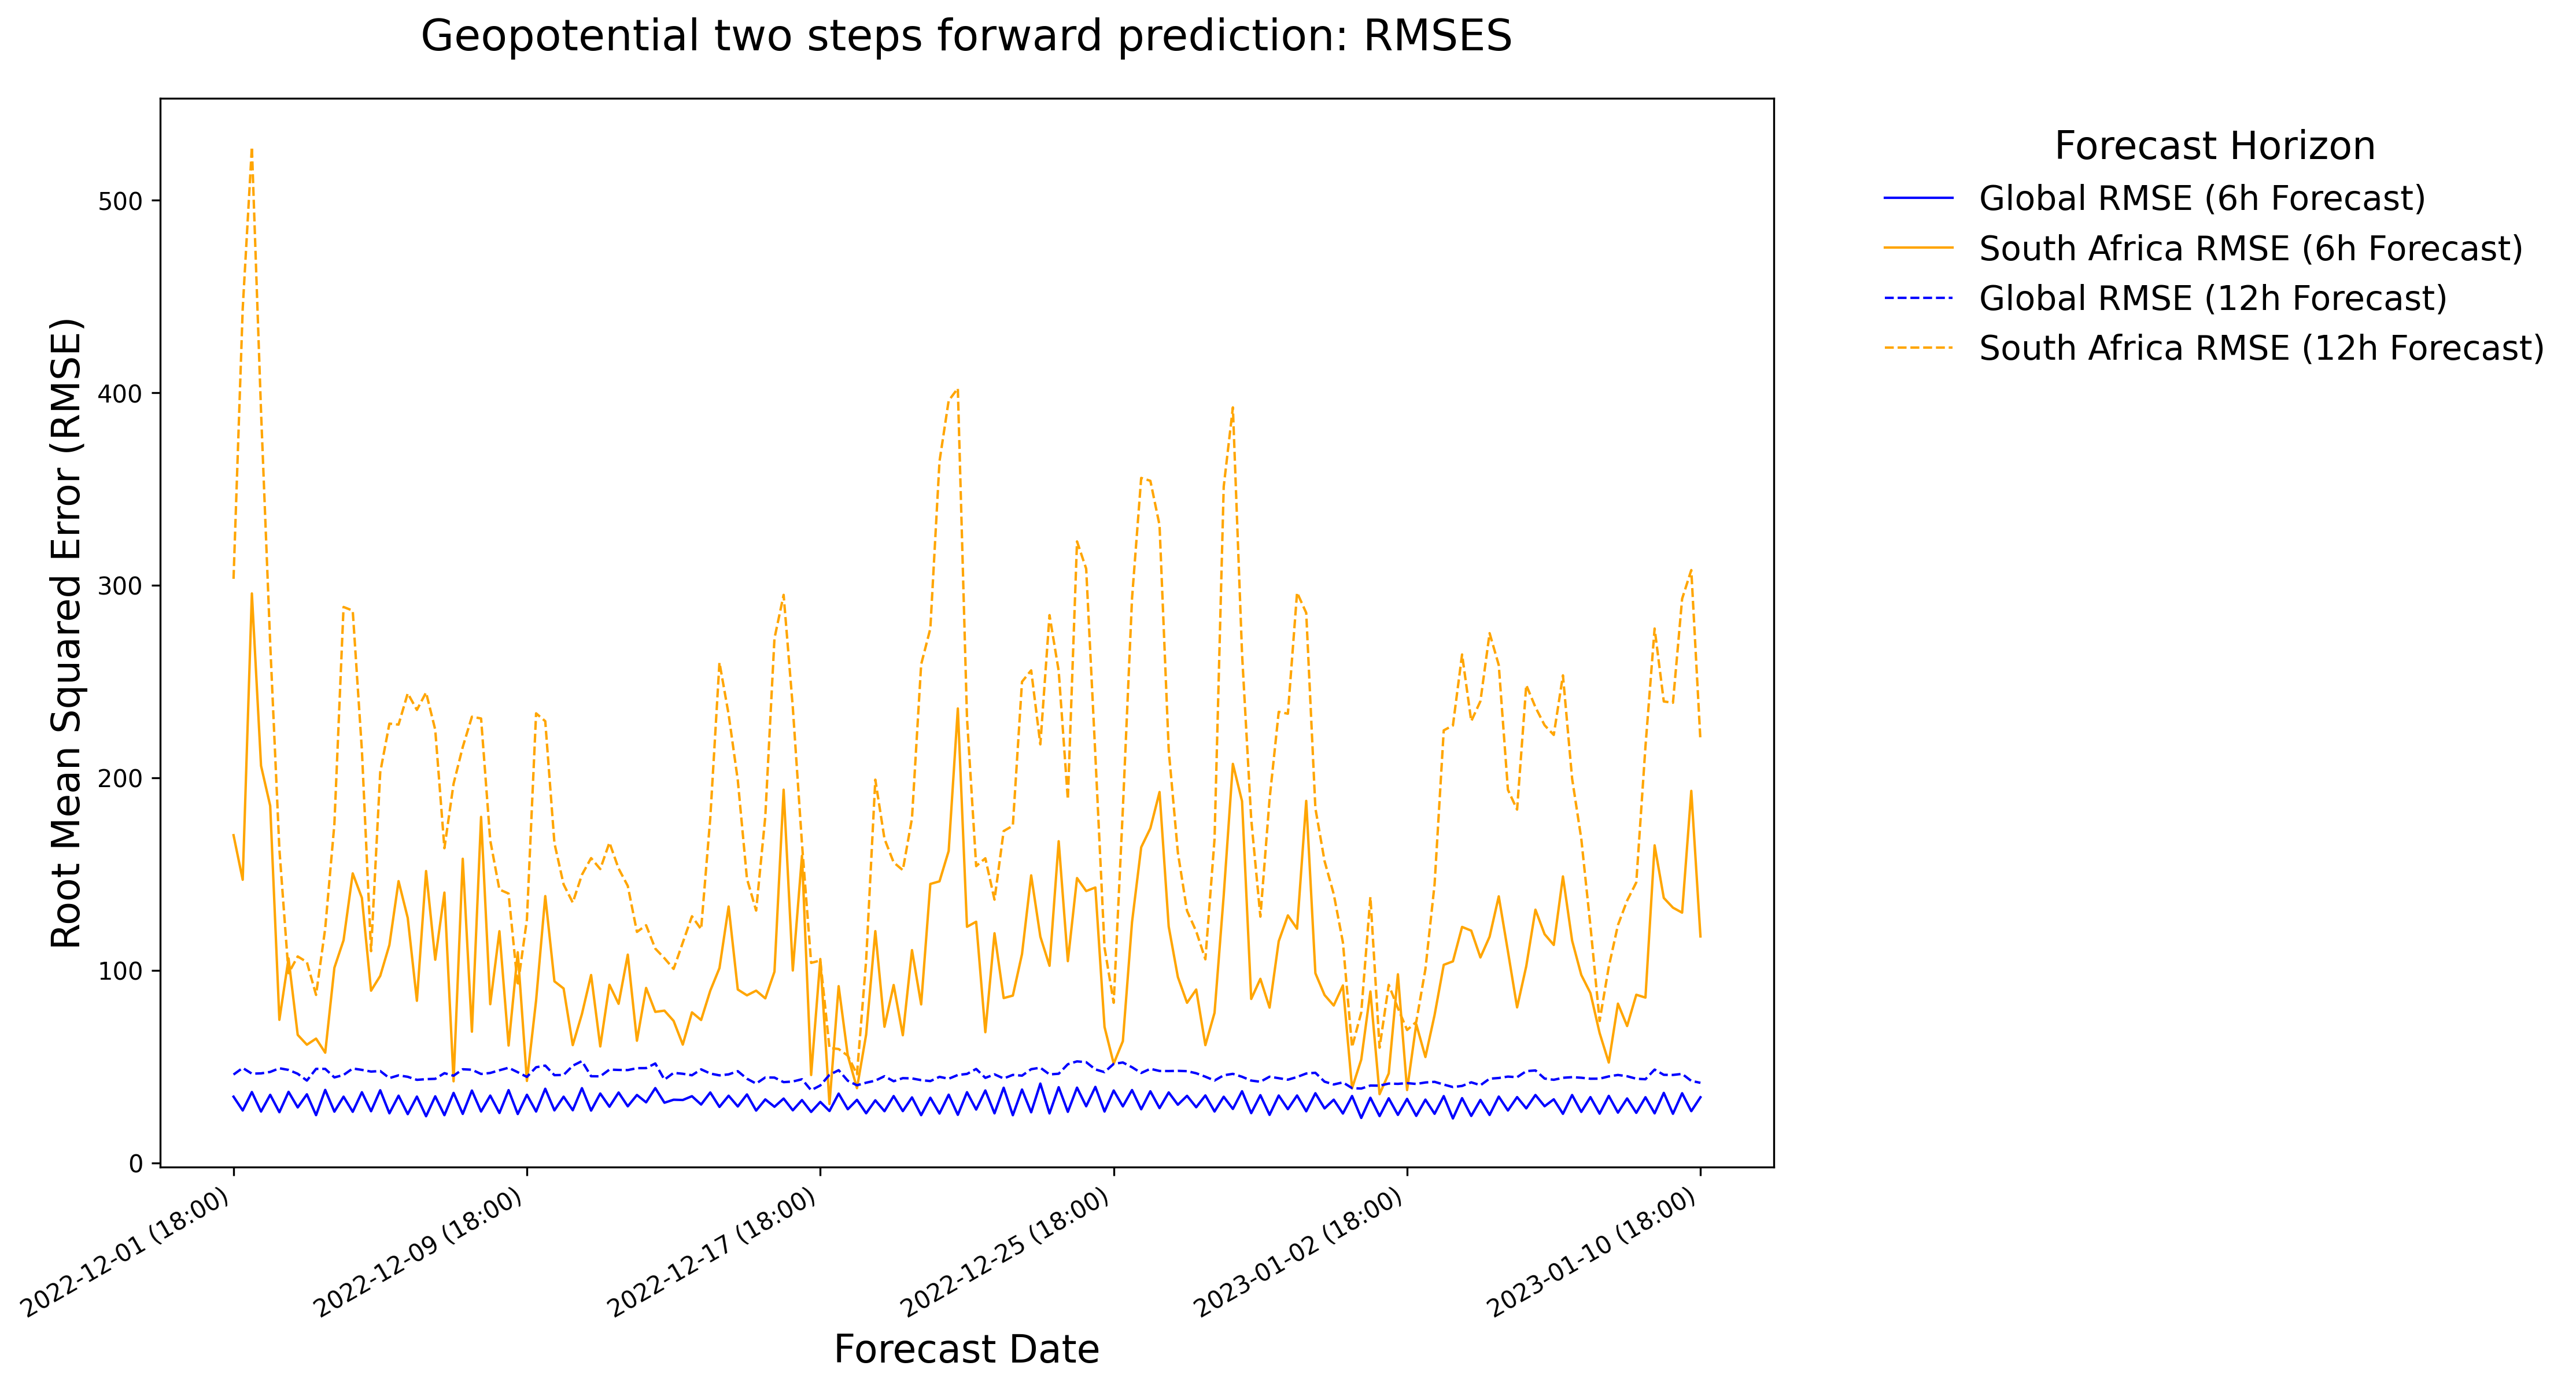 Geopotential two steps forward prediction: RMSES
Forecast Horizon
Global RMSE (6h Forecast)
South Africa RMSE (6h Forecast)
Global RMSE (12h Forecast)
South Africa RMSE (12h Forecast)
Root Mean Squared Error (RMSE)
500
400
300
200
100
0
2022-12-01 (18:00)
2022-12-09 (18:00)
2022-12-17 (18:00)
2022-12-25 (18:00)
2023-01-02 (18:00)
2023-01-10 (18:00)
Forecast Date